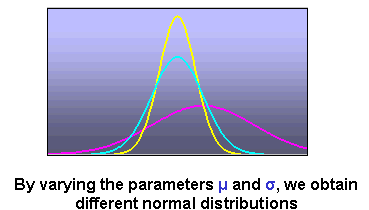 By varying the parameters μ and σ, we obtain
different normal distributions